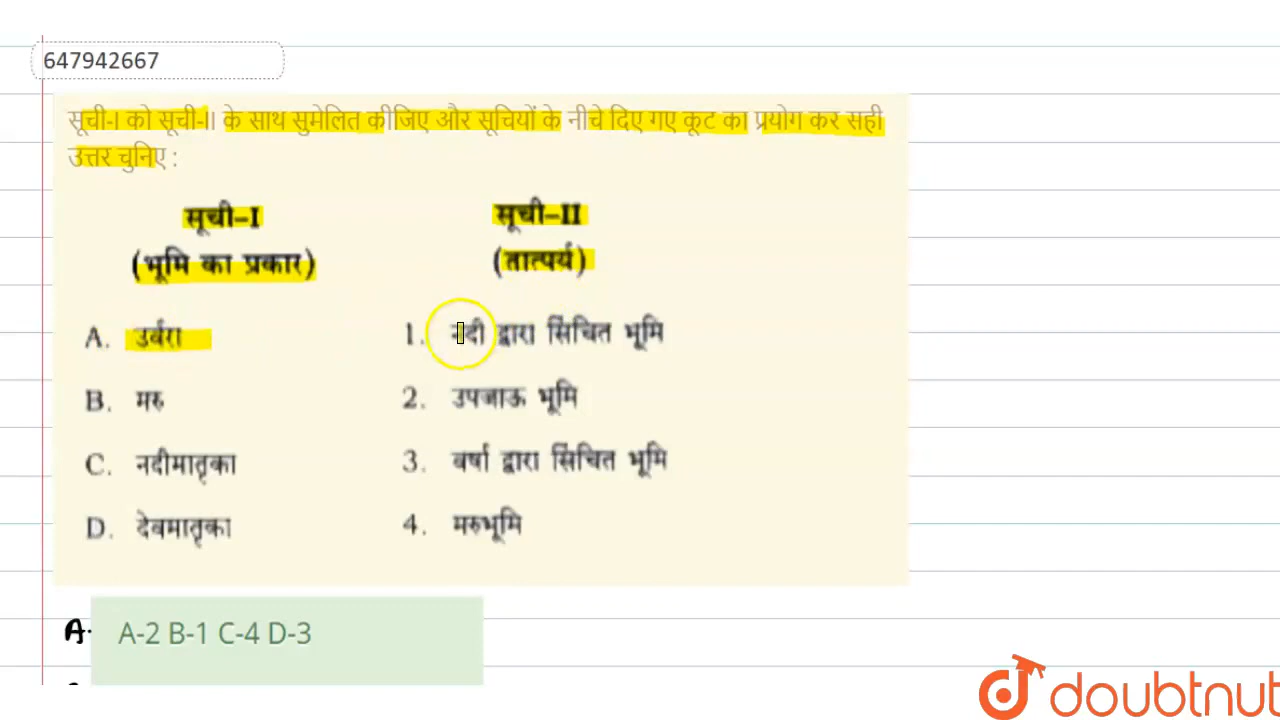 647942667
सूची-I को सूची-II के साथ सुमेलित कीजिए और सूचियों के नीचे दिए गए कूट का प्रयोग कर सही
उत्तर चुनिए :
सूची–I सूची–II
(भूमि का प्रकार) (तात्पर्य)
A. उर्वरा 1. नदी द्वारा सिंचित भूमि
B. मरु 2. उपजाऊ भूमि
C. नदीमातृका 3. वर्षा द्वारा सिंचित भूमि
D. देवमातृका 4. मरुभूमि
A- A-2 B-1 C-4 D-3
doubtnut